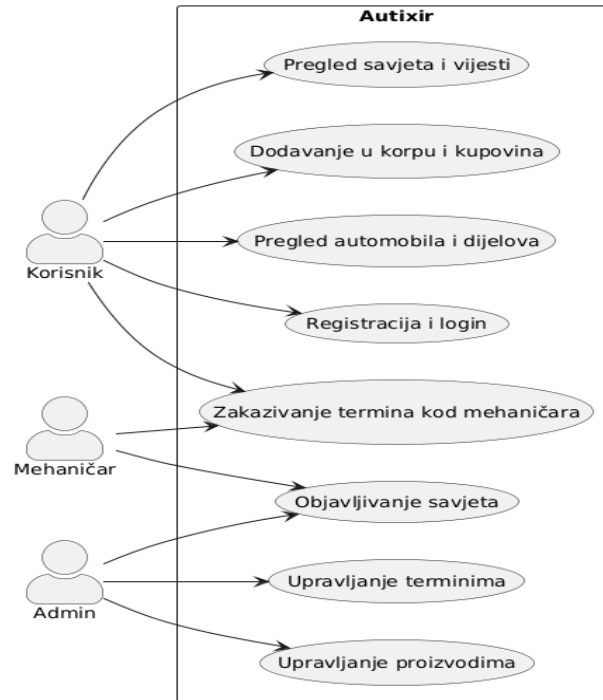 Autixir
Pregled savjeta i vijesti
Dodavanje u korpu i kupovina
Pregled automobila i dijelova
Korisnik
Registracija i login
Zakazivanje termina kod mehaničara
Mehaničar
Objavljivanje savjeta
Upravljanje terminima
Admin
Upravljanje proizvodima